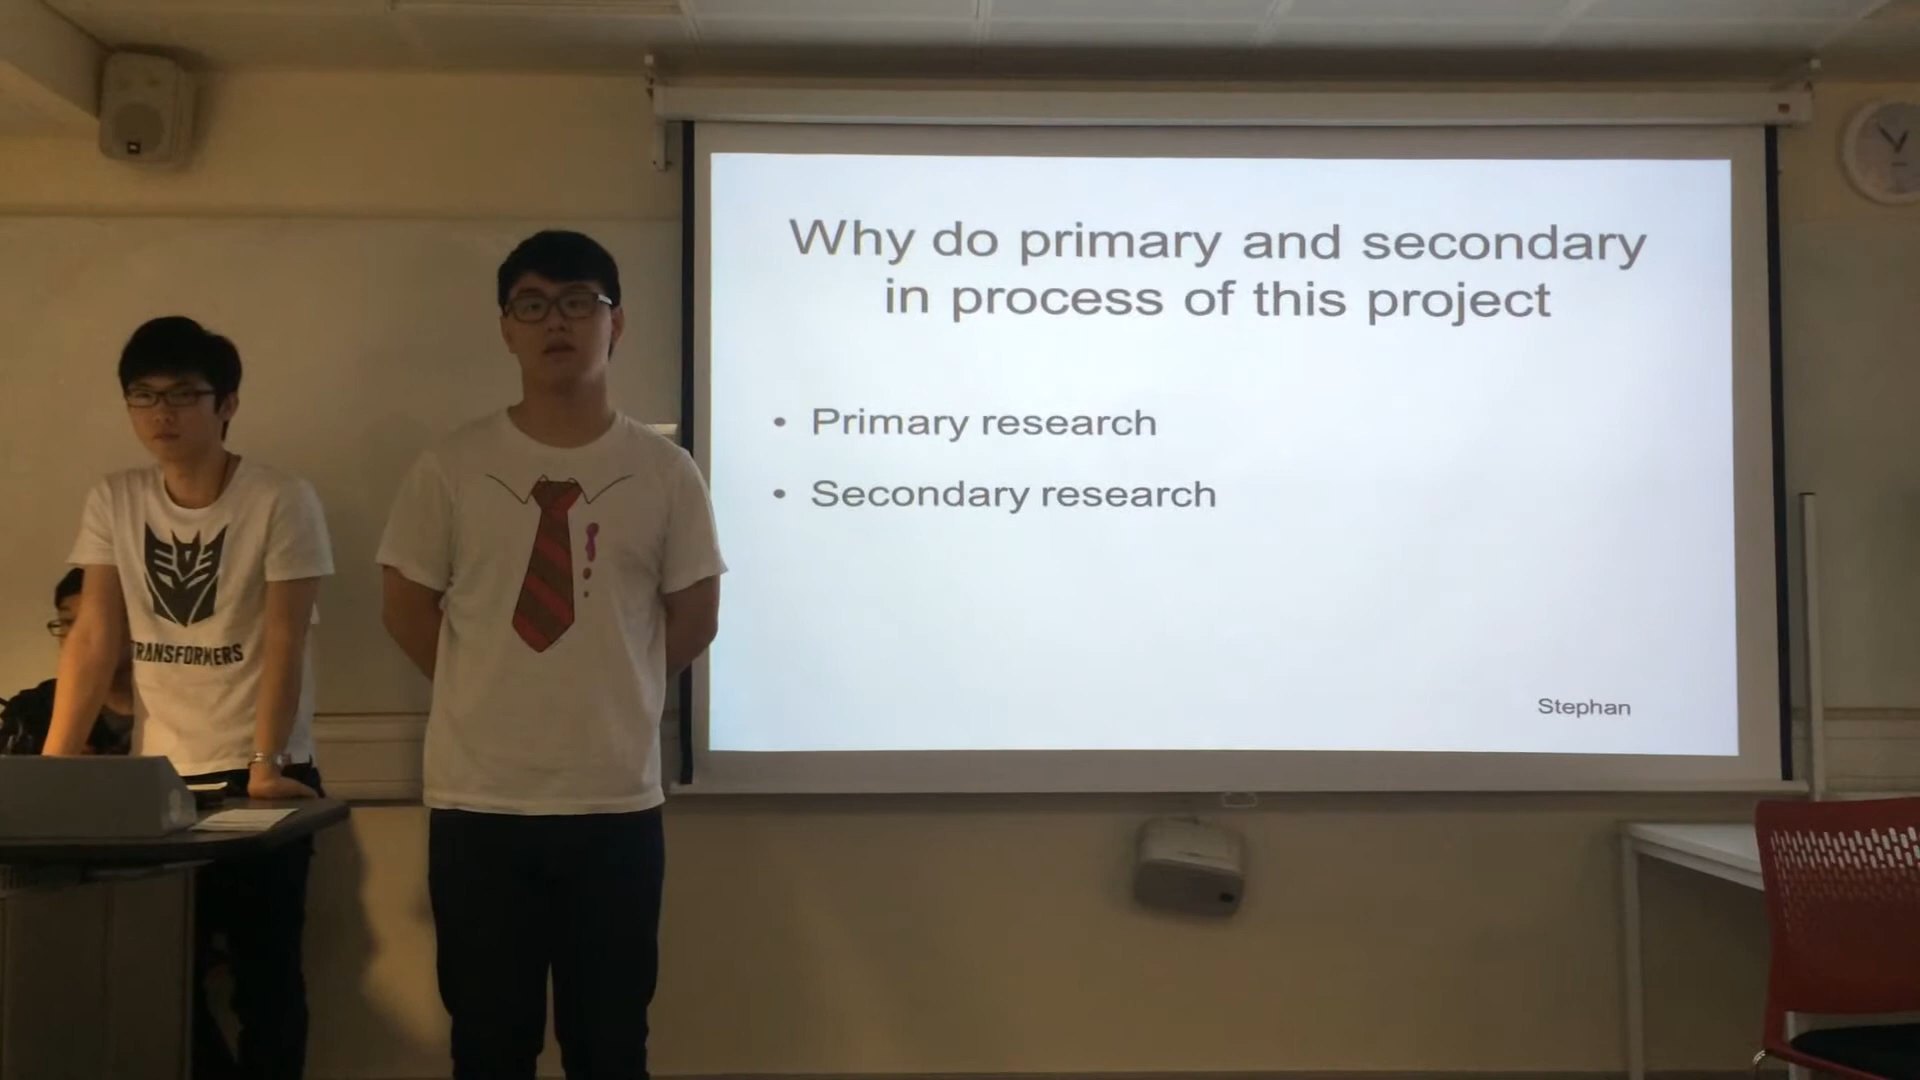 Why do primary and secondary
in process of this project
• Primary research
• Secondary research
Stephan
TRANSFORMERS